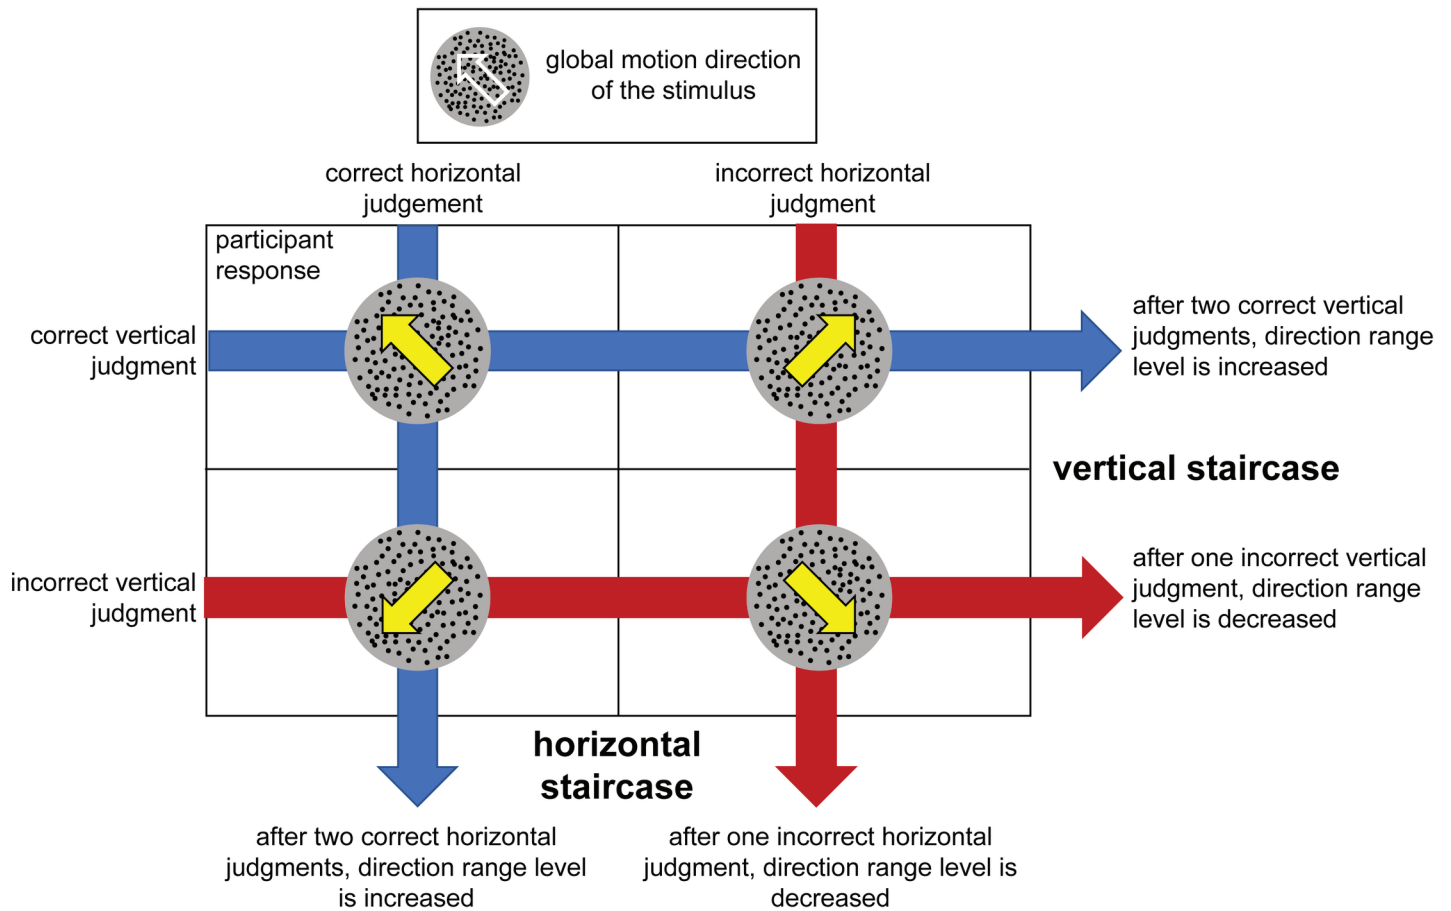 global motion direction
of the stimulus
correct horizontal
judgement
incorrect horizontal
judgment
participant
response
correct vertical
judgment
after two correct vertical
judgments, direction range
level is increased
vertical staircase
incorrect vertical
judgment
after one incorrect vertical
judgment, direction range
level is decreased
horizontal
staircase
after two correct horizontal
judgments, direction range level
is increased
after one incorrect horizontal
judgment, direction range level is
decreased